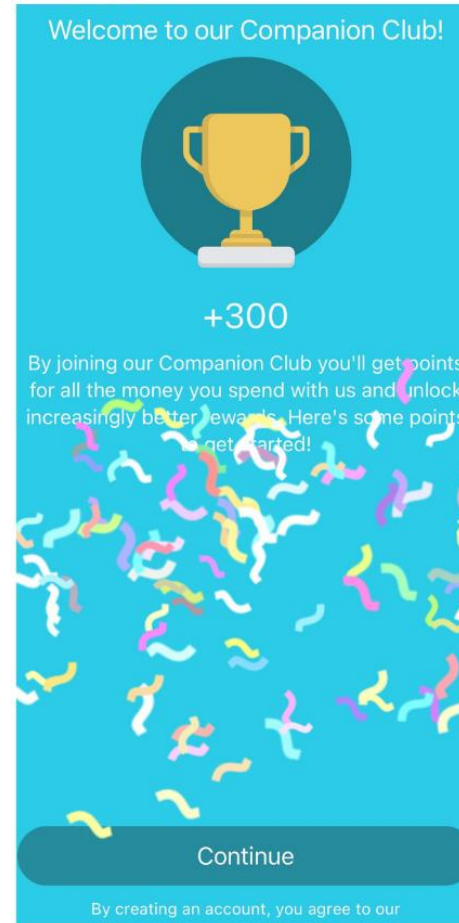 Welcome to our Companion Club!
+300
By joining our Companion Club you'll get points
for all the money you spend with us and unlock
increasingly better rewards. Here's some points
to get started!
Continue
By creating an account, you agree to our